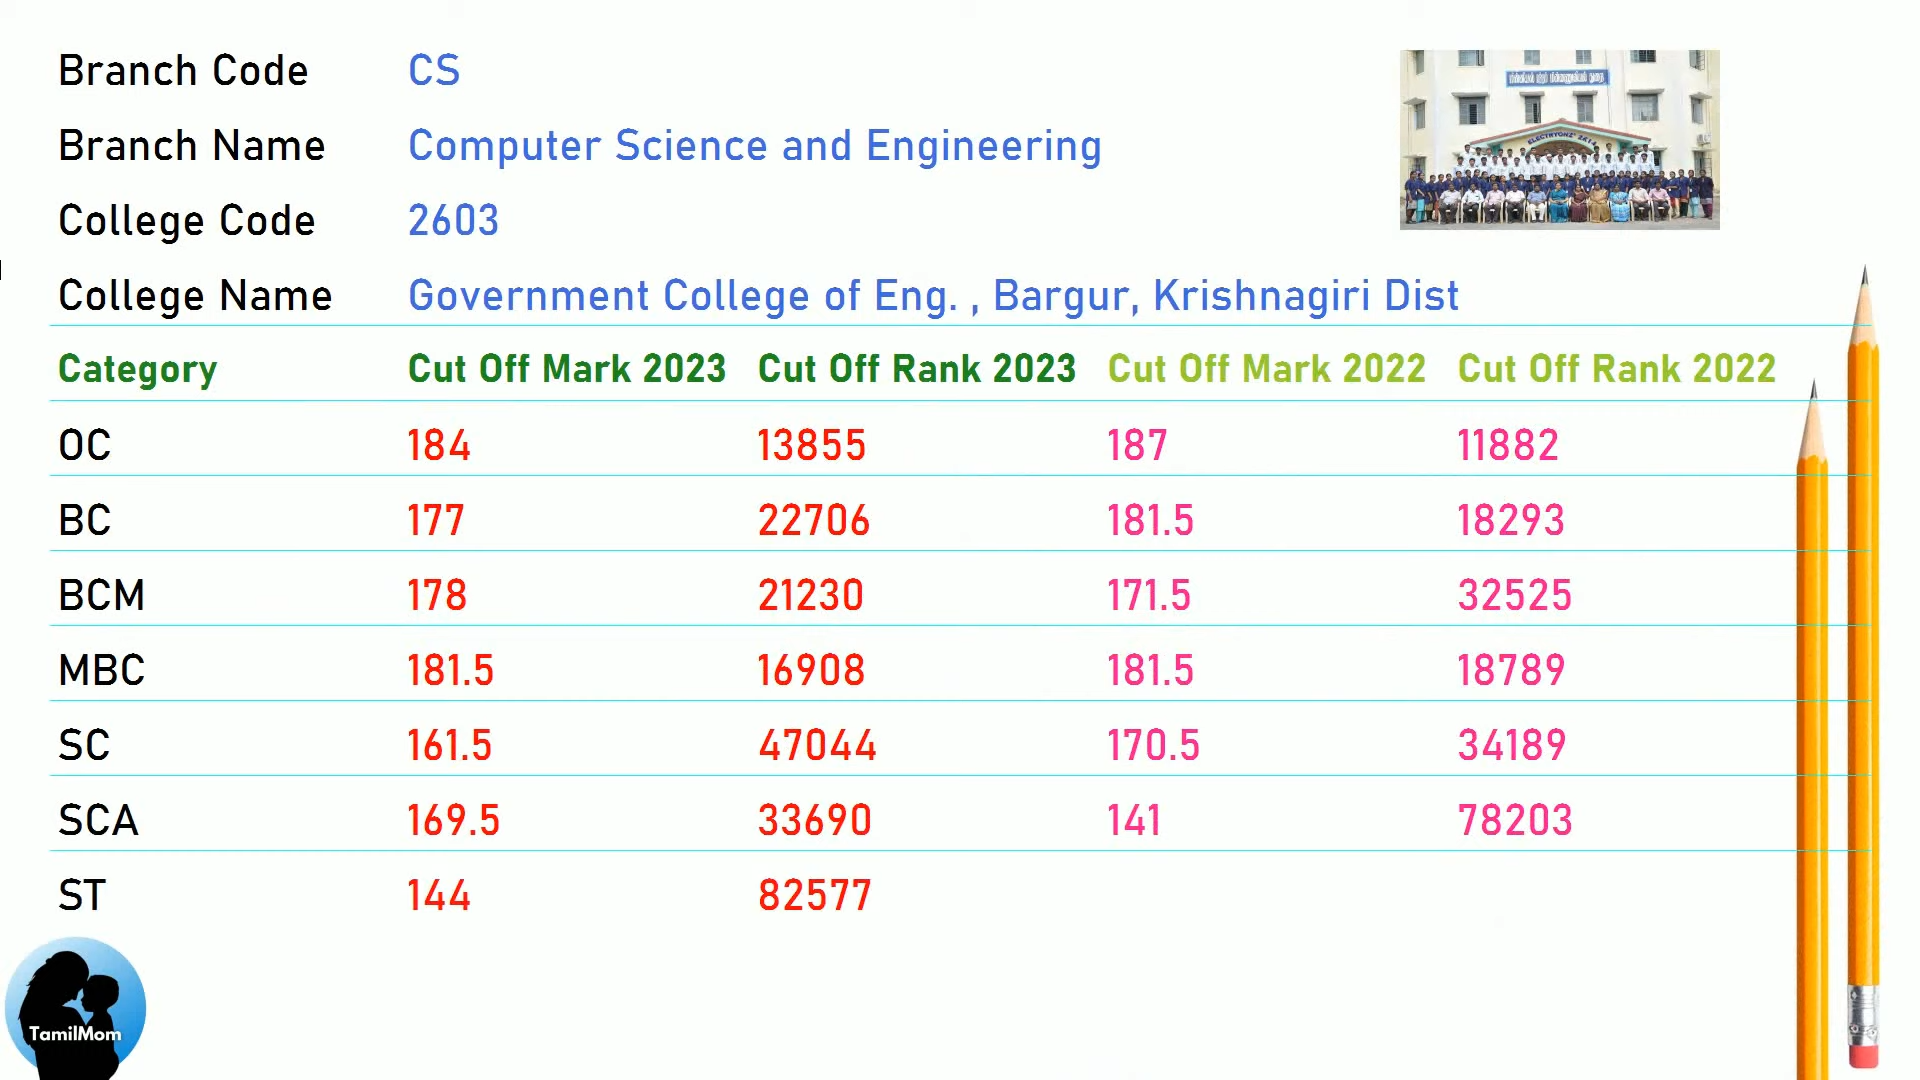 Branch Code CS
Branch Name Computer Science and Engineering
College Code 2603
College Name Government College of Eng. , Bargur, Krishnagiri Dist
Category Cut Off Mark 2023 Cut Off Rank 2023 Cut Off Mark 2022 Cut Off Rank 2022
OC 184 13855 187 11882
BC 177 22706 181.5 18293
BCM 178 21230 171.5 32525
MBC 181.5 16908 181.5 18789
SC 161.5 47044 170.5 34189
SCA 169.5 33690 141 78203
ST 144 82577
TamilMom